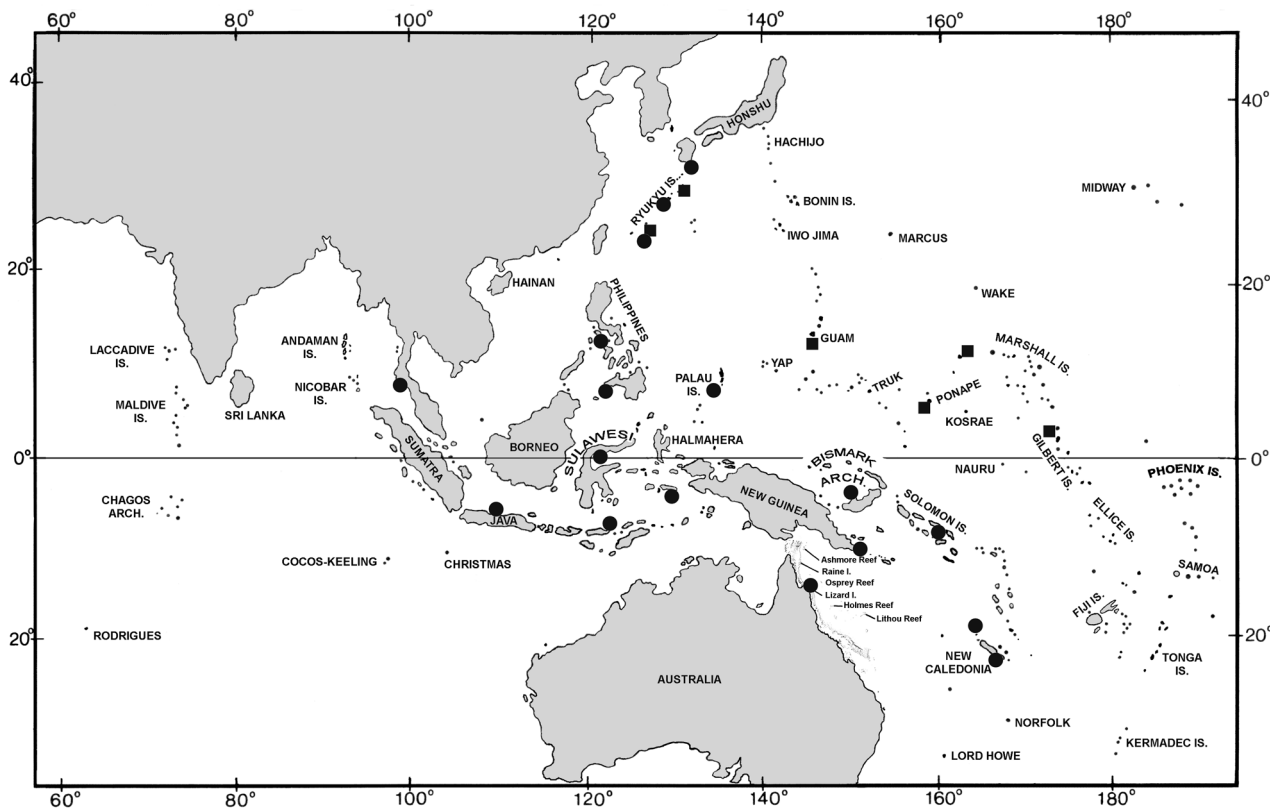 60°
80°
100°
120°
140°
160°
180°
40°
40°
HONSHU
HACHIJO
MIDWAY
RYUKYU IS.
BONIN IS.
IWO JIMA
MARCUS
20°
20°
HAINAN
PHILIPPINES
WAKE
LACCADIVE
IS.
ANDAMAN
IS.
GUAM
MARSHALL IS.
YAP
NICOBAR
IS.
PALAU
IS.
TRUK
PONAPE
MALDIVE
IS.
SRI LANKA
KOSRAE
SUMATRA
BORNEO
SULAWESI
HALMAHERA
0°
0°
BISMARK
ARCH.
NAURU
GILBERT IS.
PHOENIX IS.
CHAGOS
ARCH.
JAVA
NEW GUINEA
SOLOMON IS.
ELLICE IS.
COCOS-KEELING
CHRISTMAS
Ashmore Reef
Raine I.
Osprey Reef
Lizard I.
Holmes Reef
Lithou Reef
SAMOA
FIJI IS.
RODRIGUES
20°
20°
NEW
CALEDONIA
TONGA
IS.
AUSTRALIA
NORFOLK
LORD HOWE
KERMADEC IS.
60°
80°
100°
120°
140°
160°
180°